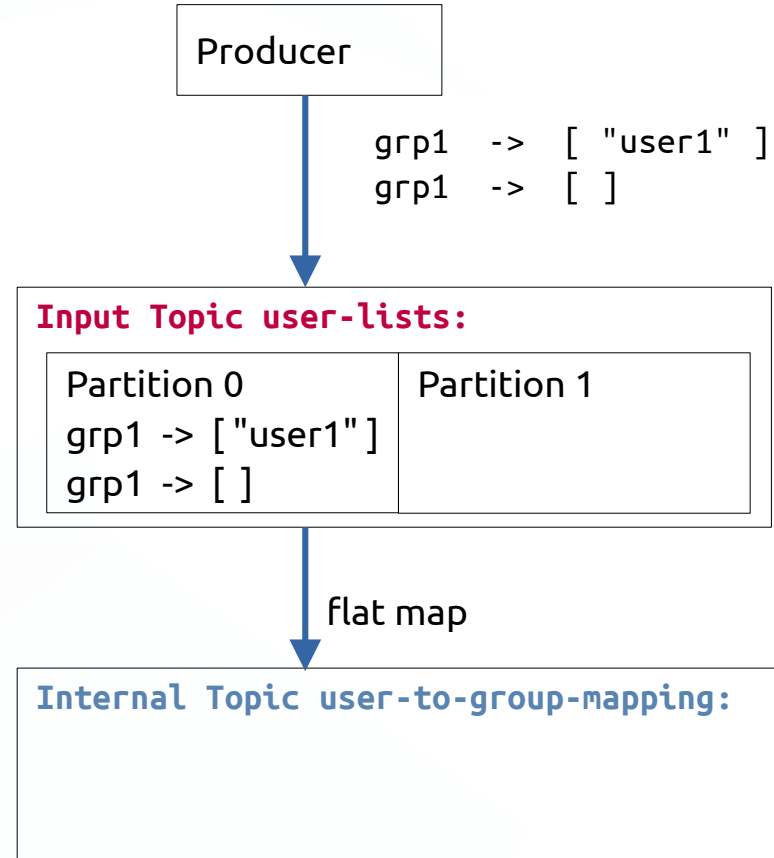 Producer
grp1 -> [ "user1" ]
grp1 -> [ ]
Input Topic user-lists:
Partition 0
grp1 -> ["user1"]
grp1 -> [ ]
Partition 1
flat map
Internal Topic user-to-group-mapping: